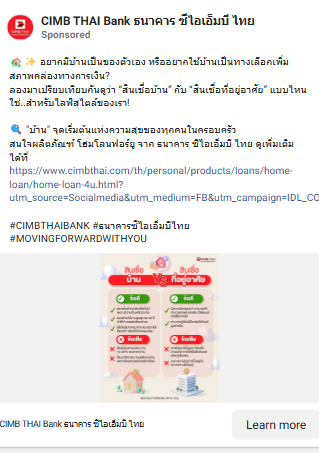 CIMB THAI Bank ธนาคาร ซีไอเอ็มบี ไทย
Sponsored
อยากมีบ้านเป็นของตัวเอง หรืออยากใช้บ้านเป็นทางเลือกเพิ่ม
สภาพคล่องทางการเงิน?
ลองมาเปรียบเทียบกันดูว่า “สินเชื่อบ้าน” กับ “สินเชื่อที่อยู่อาศัย” แบบไหน
ใช่..สำหรับไลฟ์สไตล์ของเรา!
"บ้าน" จุดเริ่มต้นแห่งความสุขของทุกคนในครอบครัว
สนใจผลิตภัณฑ์ โฮมโลนฟอร์ยู จาก ธนาคาร ซีไอเอ็มบี ไทย ดูเพิ่มเติม
ได้ที่
https://www.cimbthai.com/th/personal/products/loans/home-
loan/home-loan-4u.html?
utm_source=Socialmedia&utm_medium=FB&utm_campaign=IDL_CO
#CIMBTHAIBANK #ธนาคารซีไอเอ็มบีไทย
#MOVINGFORWARDWITHYOU
สินเชื่อ สินเชื่อ
บ้าน Vs ที่อยู่อาศัย
ข้อดี ข้อดี
ข้อเสีย ข้อเสีย
CIMB THAI Bank ธนาคาร ซีไอเอ็มบี ไทย
Learn more